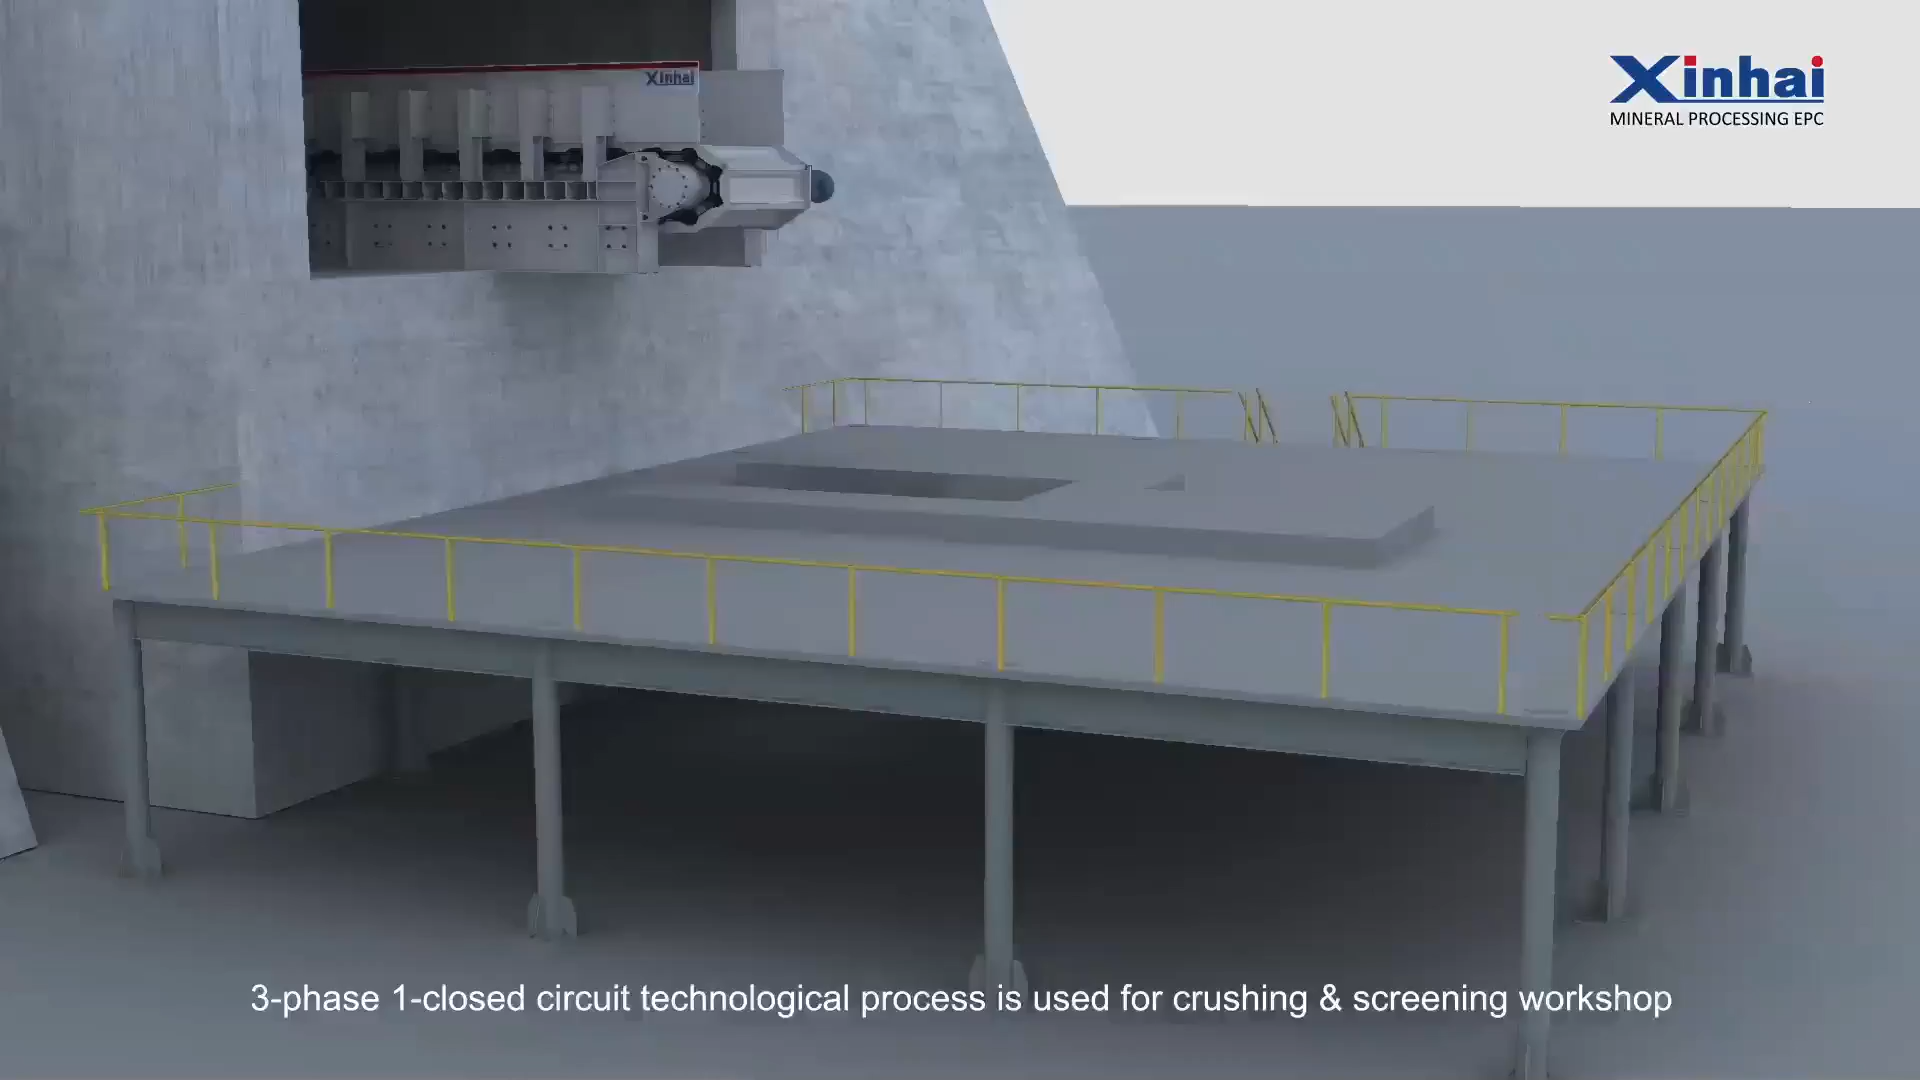 Xinhai
Xinhai
MINERAL PROCESSING EPC
3-phase 1-closed circuit technological process is used for crushing & screening workshop